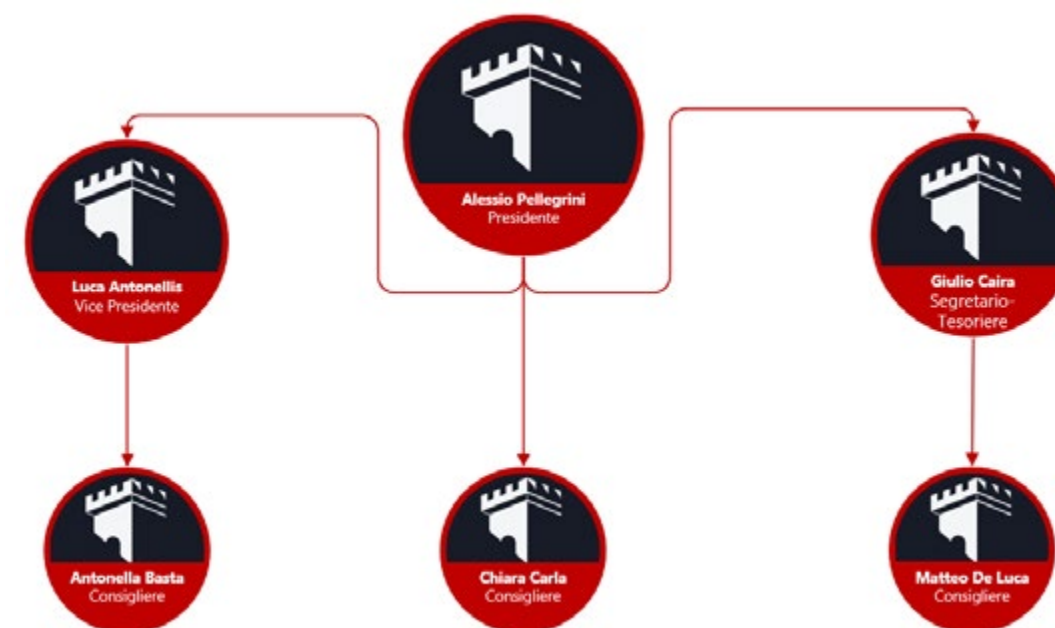 Alessio Pellegrini
Presidente
Luca Antonellis
Vice Presidente
Giulio Caira
Segretario-
Tesoriere
Antonella Basta
Consigliere
Chiara Carla
Consigliere
Matteo De Luca
Consigliere